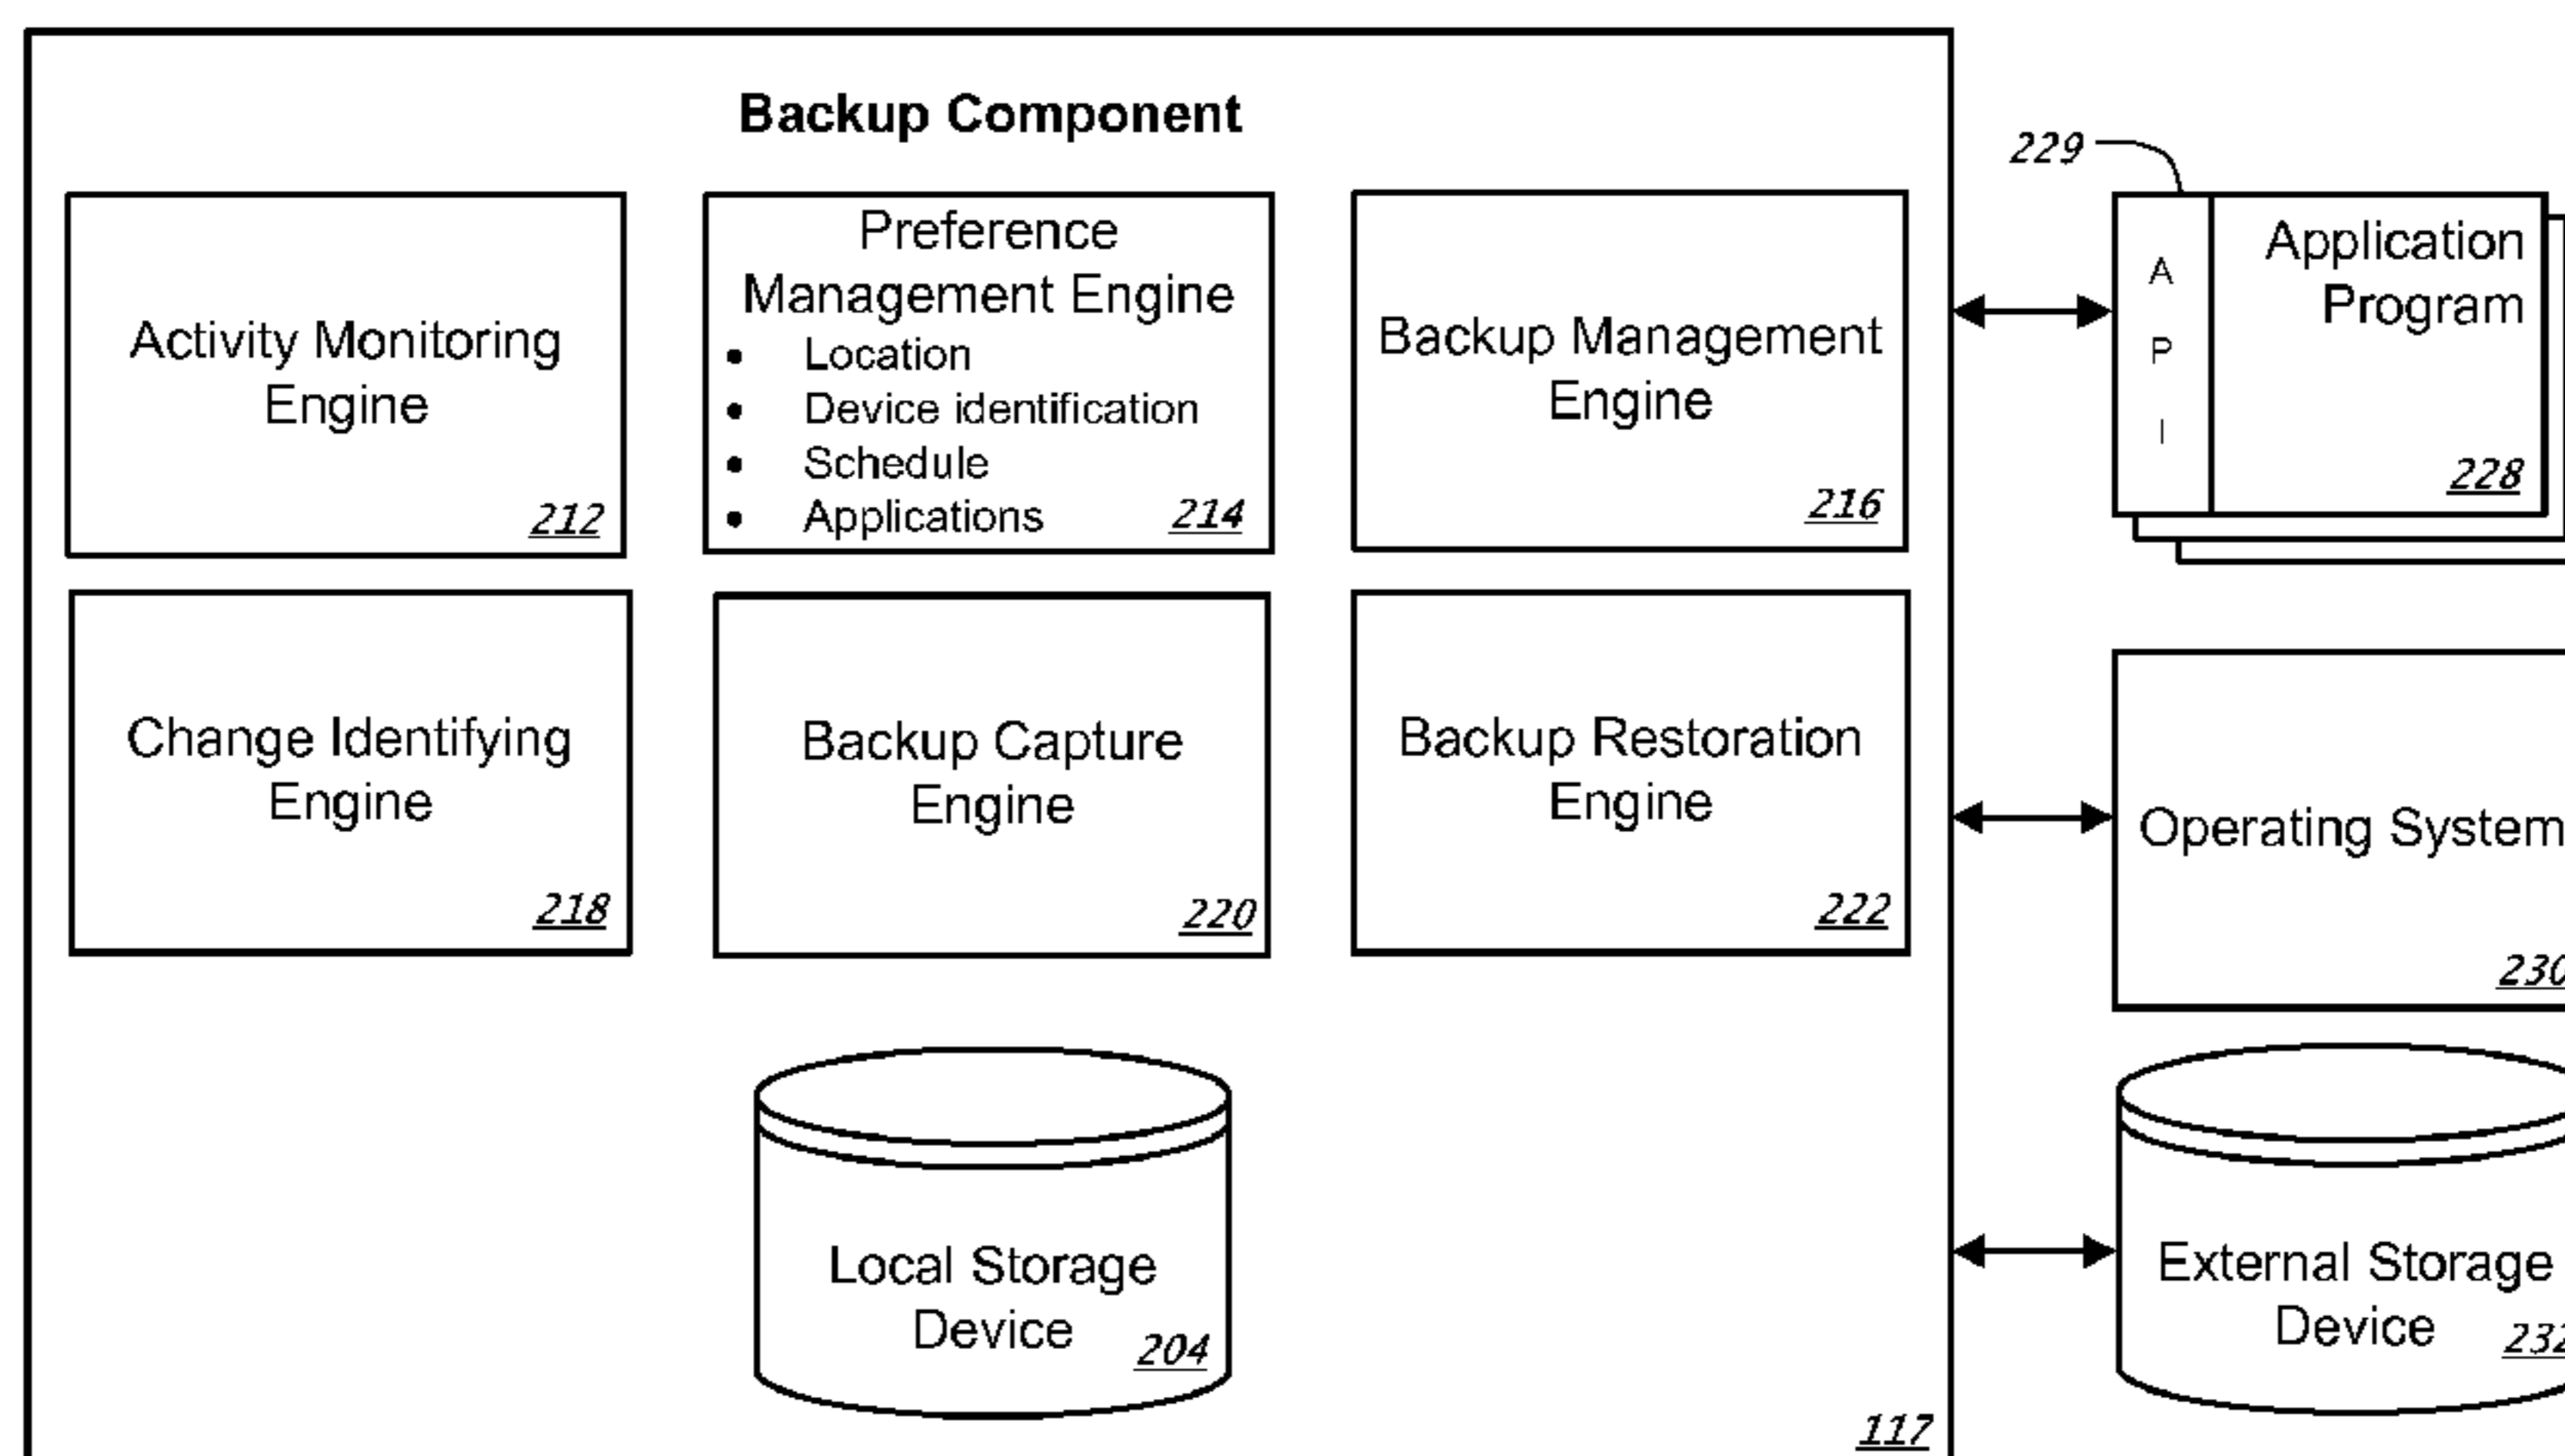 Backup Component
Activity Monitoring
Engine
212
Preference
Management Engine
• Location
• Device identification
• Schedule
• Applications
214
Backup Management
Engine
216
Change Identifying
Engine
218
Backup Capture
Engine
220
Backup Restoration
Engine
222
Local Storage
Device
204
117
229
A
P
I
Application
Program
228
Operating System
230
External Storage
Device
232